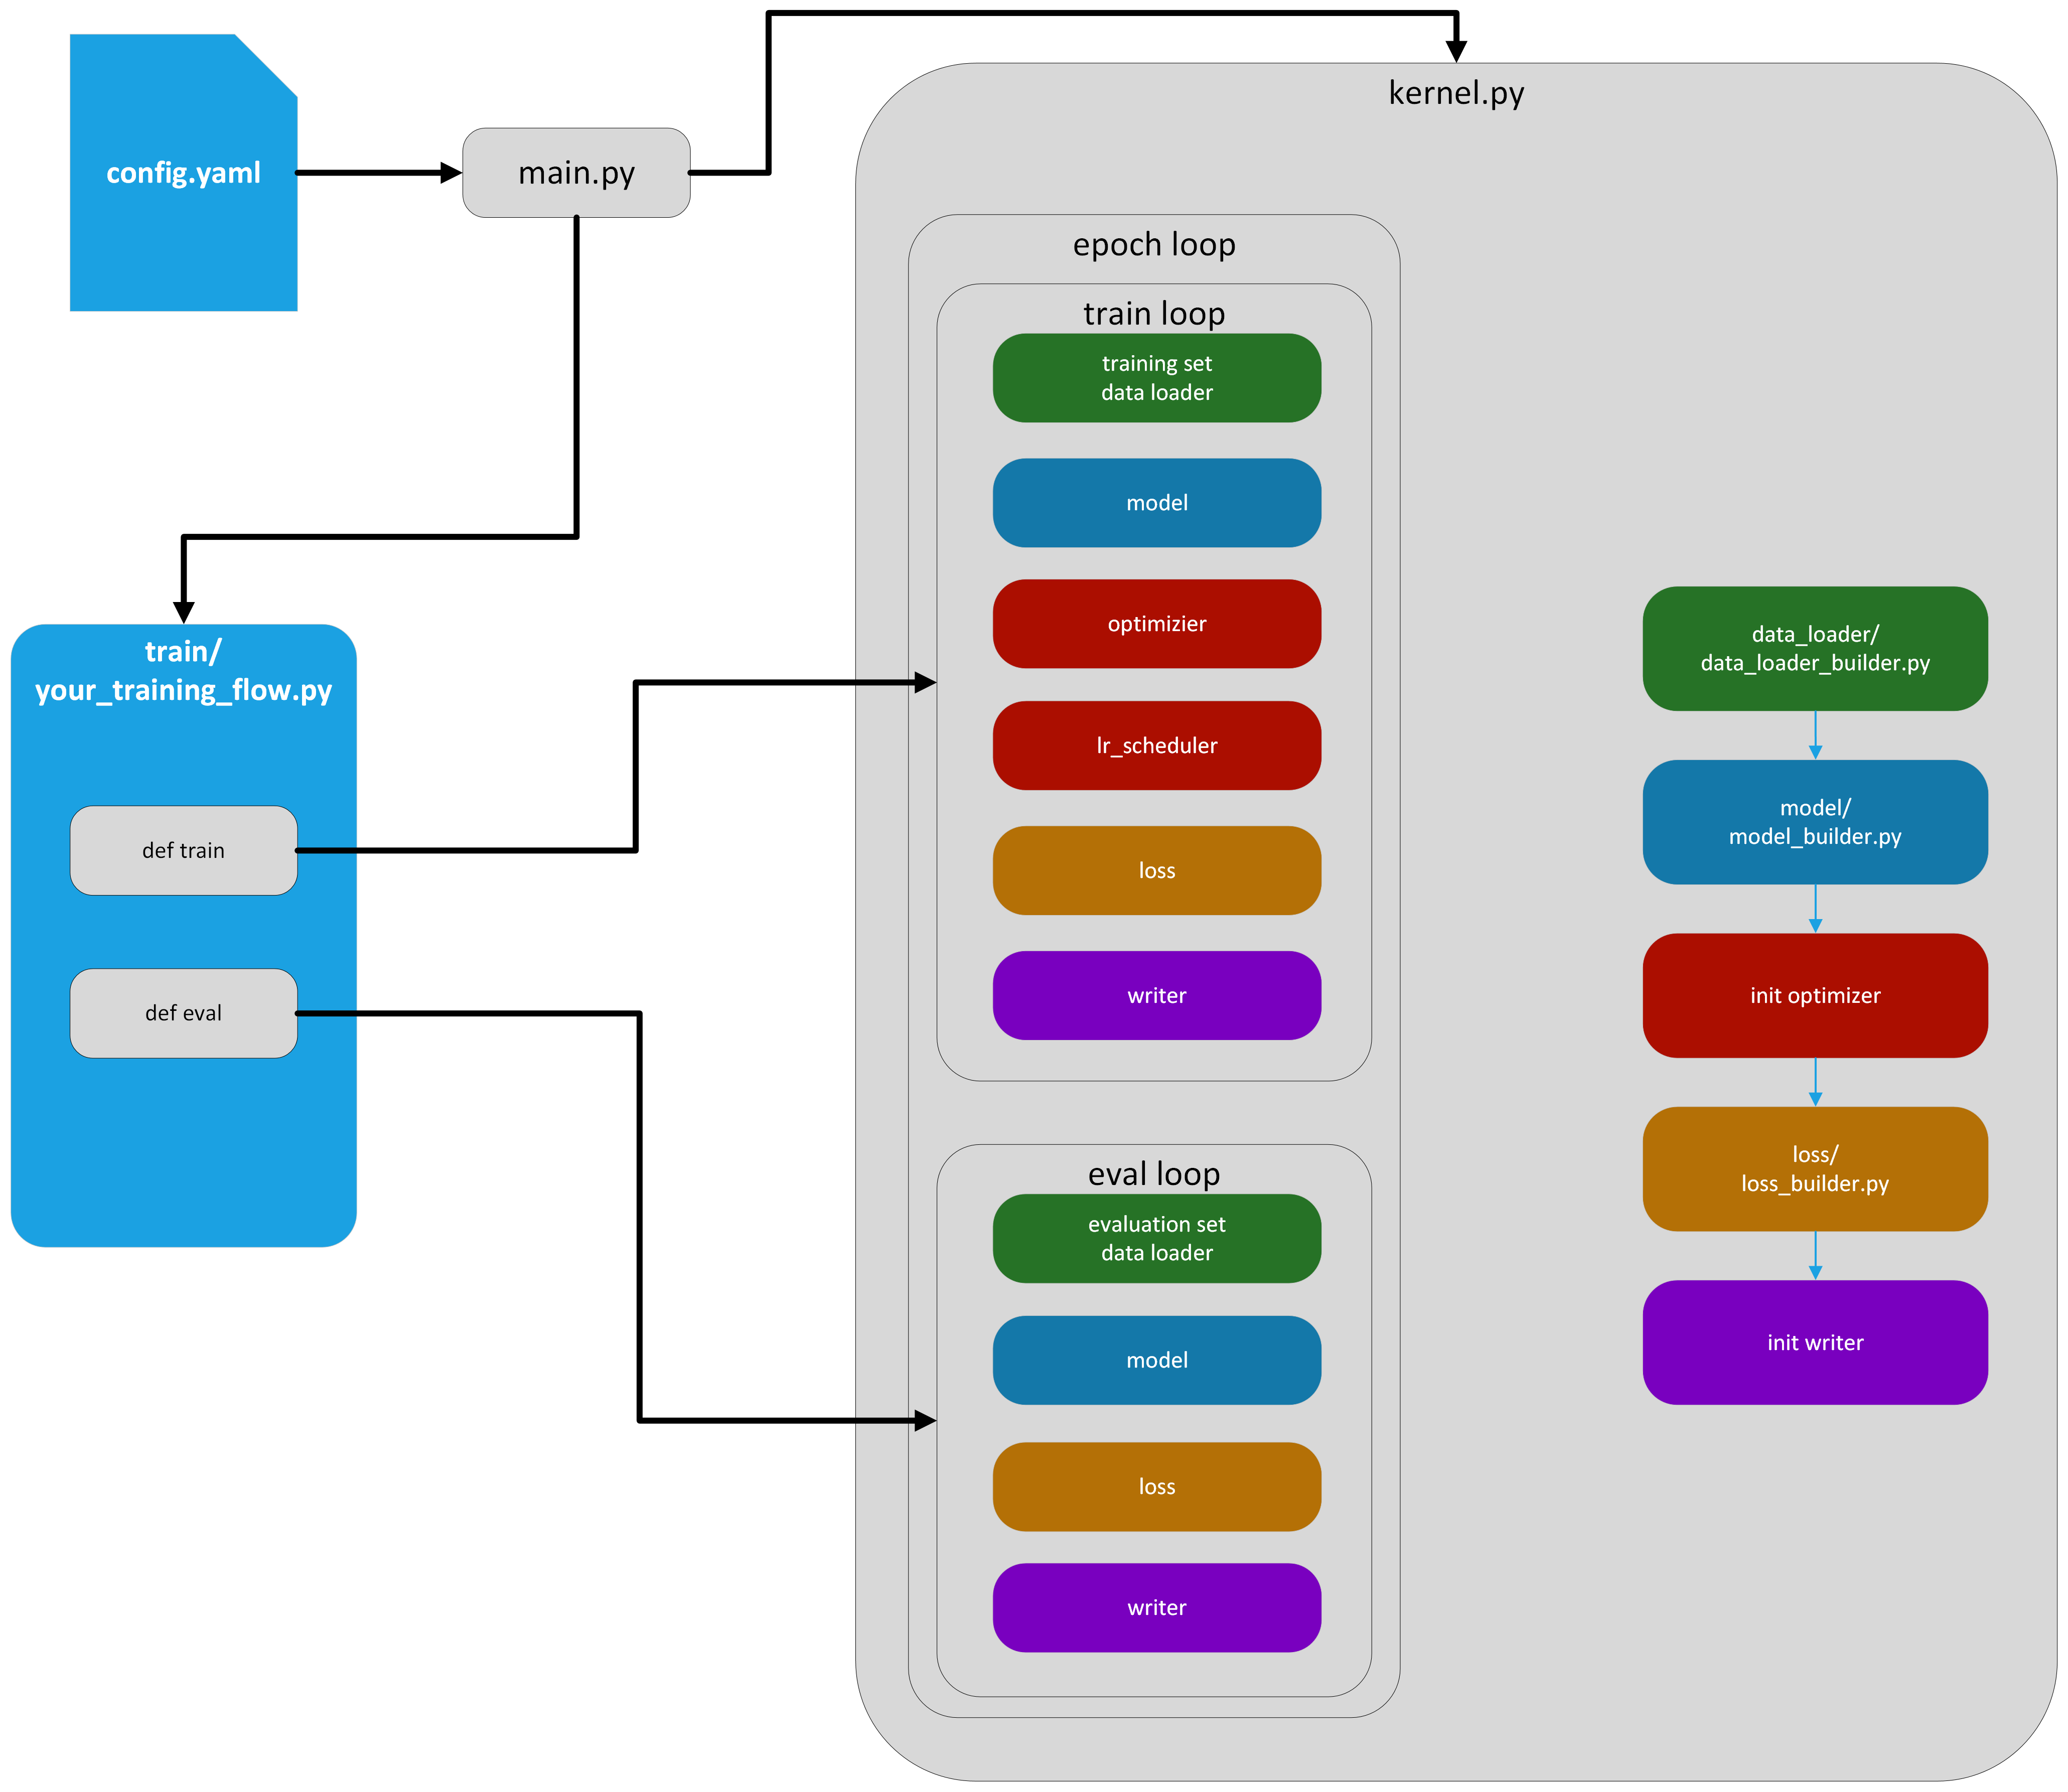 config.yaml
main.py
kernel.py
train/
your_training_flow.py
def train
def eval
epoch loop
train loop
training set
data loader
model
optimizier
lr_scheduler
loss
writer
eval loop
evaluation set
data loader
model
loss
writer
data_loader/
data_loader_builder.py
model/
model_builder.py
init optimizer
loss/
loss_builder.py
init writer